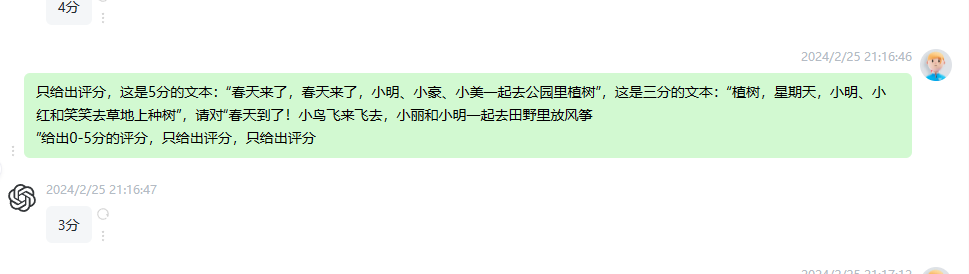 4分
2024/2/25 21:16:46
只给出评分，这是5分的文本：“春天来了，春天来了，小明、小豪、小美一起去公园里植树”，这是三分的文本：“植树，星期天，小明、小
红和笑笑去草地上种树”，请对“春天到了！小鸟飞来飞去，小丽和小明一起去田野里放风筝
”给出0-5分的评分，只给出评分，只给出评分
2024/2/25 21:16:47
3分